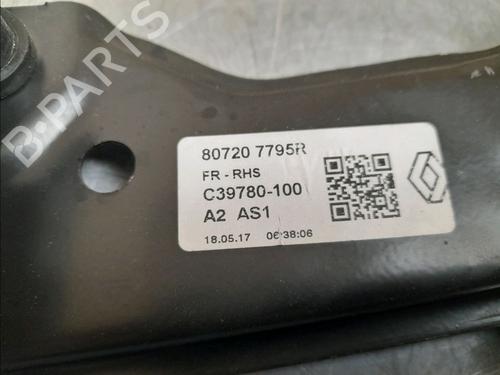 80720 7795R
FR - RHS
C39780-100
A2 AS1
18.05.17 06:38:06
B-PARTS